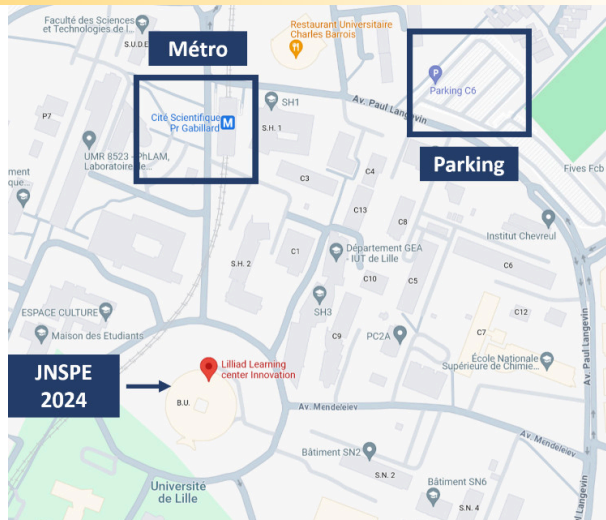 Faculté des Sciences
et Technologies de l...
S.U.D.E
Métro
Restaurant Universitaire
Charles Barrois
Parking C6
Av. Paul Langevin
Parking
P7
Cité Scientifique
Pr Gabillard
M
SH1
S.H. 1
UMR 8523 - PhLAM,
Laboratoire de...
ment
que...
C3
C4
Fives Fcb
C13
C8
Institut Chevreul
S.H. 2
C1
Département GEA
- IUT de Lille
C6
C10
C5
ESPACE CULTURE
Maison des Etudiants
SH3
C9
PC2A
C7
C12
École Nationale
Supérieure de Chimie...
Av. Paul Langevin
JNSPE
2024
Lilliad Learning
center Innovation
B.U.
Av. Mendeleiev
Av. Mendeleiev
Bâtiment SN2
S.N. 2
Université
de Lille
Bâtiment SN6
S.N. 4